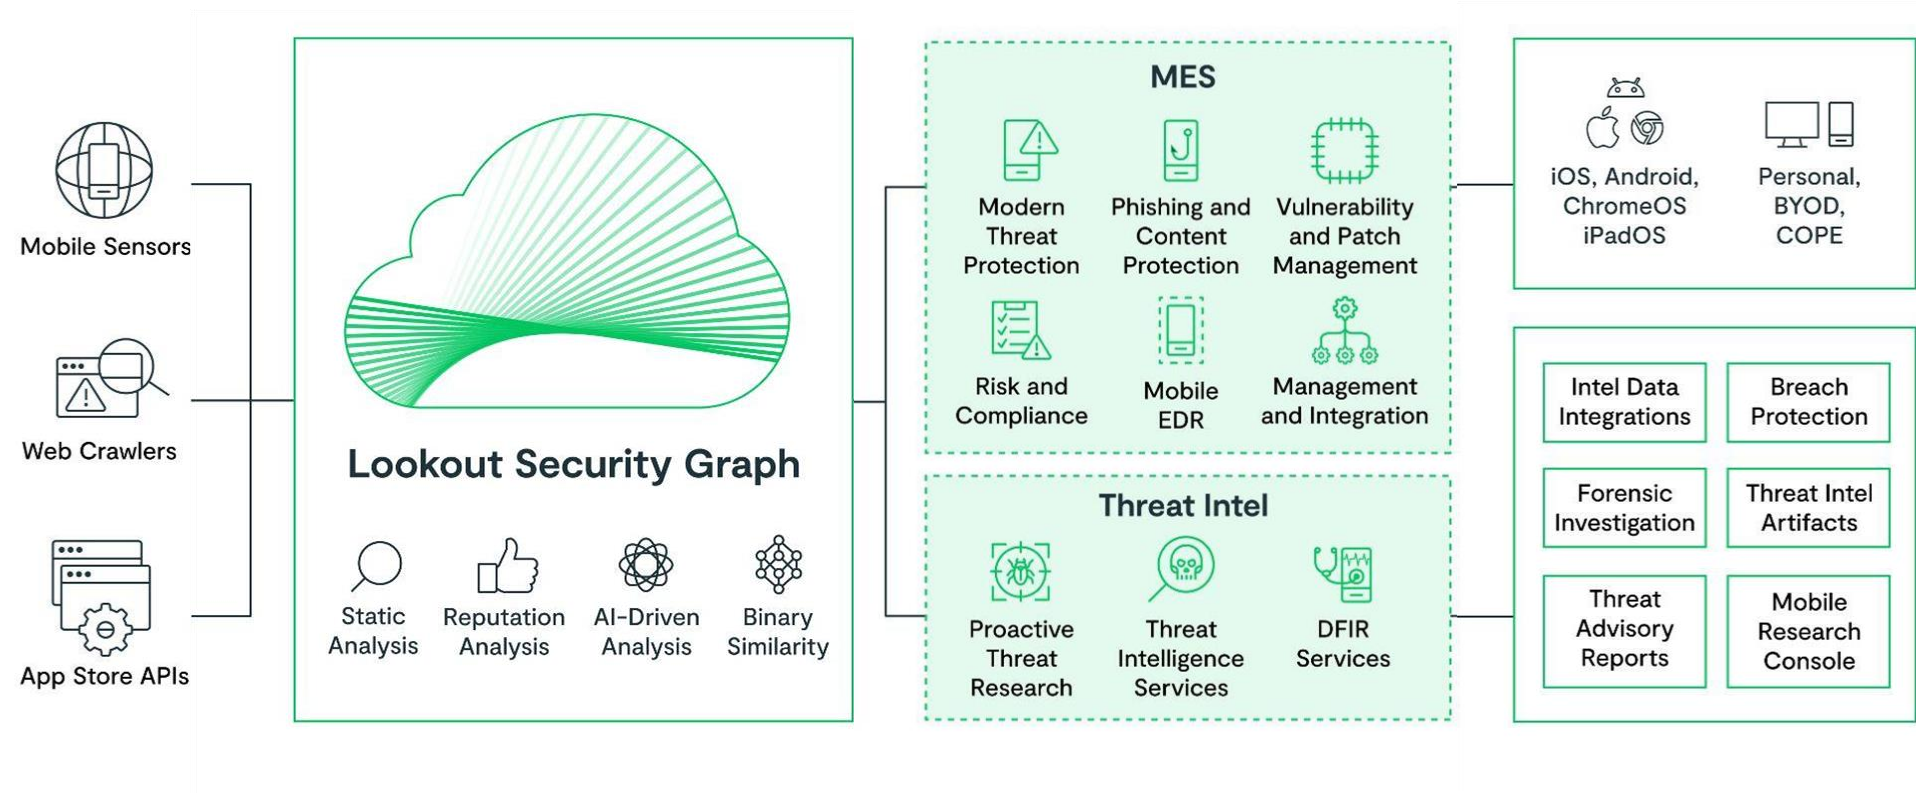 Mobile Sensors
Web Crawlers
App Store APIs
Lookout Security Graph
Static
Analysis
Reputation
Analysis
AI-Driven
Analysis
Binary
Similarity
MES
Modern
Threat
Protection
Phishing and
Content
Protection
Vulnerability
and Patch
Management
Risk and
Compliance
Mobile
EDR
Management
and Integration
Threat Intel
Proactive
Threat
Research
Threat
Intelligence
Services
DFIR
Services
iOS, Android,
ChromeOS
iPadOS
Personal,
BYOD,
COPE
Intel Data
Integrations
Breach
Protection
Forensic
Investigation
Threat Intel
Artifacts
Threat
Advisory
Reports
Mobile
Research
Console